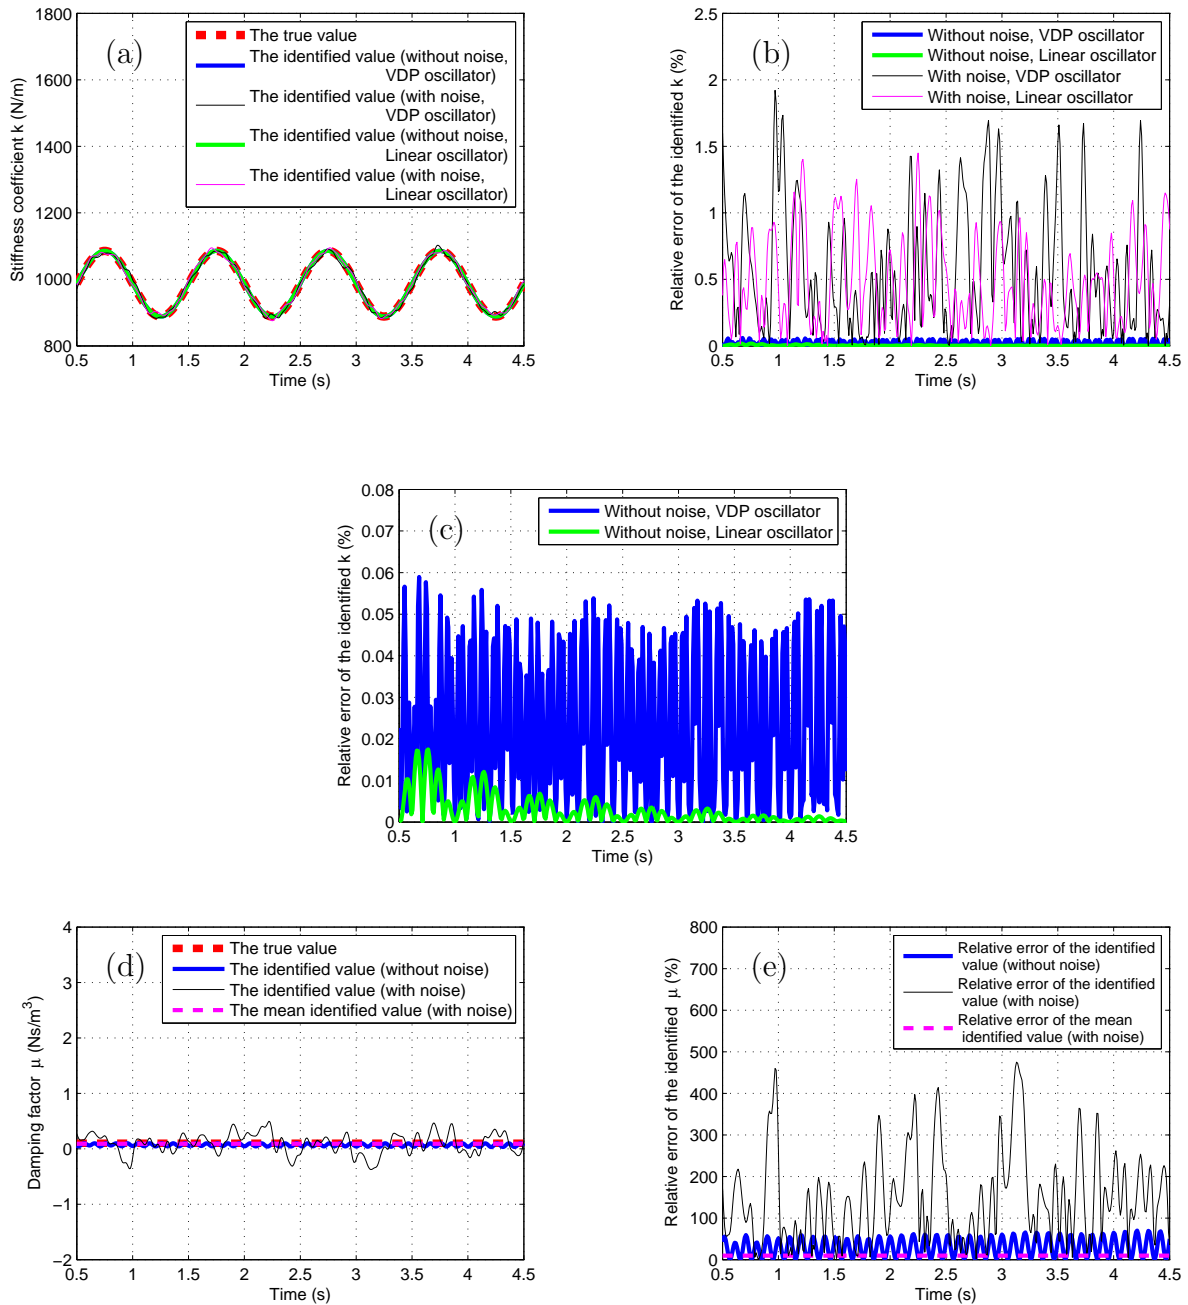 1800
1600
1400
1200
1000
800
0.5 1 1.5 2 2.5 3 3.5 4 4.5
Time (s)
Stiffness coefficient k (N/m)
(a)
The true value
The identified value (without noise,
VDP oscillator)
The identified value (with noise,
VDP oscillator)
The identified value (without noise,
Linear oscillator)
The identified value (with noise,
Linear oscillator)
2.5
2
1.5
1
0.5
0
0.5 1 1.5 2 2.5 3 3.5 4 4.5
Time (s)
Relative error of the identified k (%)
(b)
Without noise, VDP oscillator
Without noise, Linear oscillator
With noise, VDP oscillator
With noise, Linear oscillator
0.08
0.07
0.06
0.05
0.04
0.03
0.02
0.01
0
0.5 1 1.5 2 2.5 3 3.5 4 4.5
Time (s)
Relative error of the identified k (%)
(c)
Without noise, VDP oscillator
Without noise, Linear oscillator
4
3
2
1
0
−1
−2
0.5 1 1.5 2 2.5 3 3.5 4 4.5
Time (s)
Damping factor μ (Ns/m³)
(d)
The true value
The identified value (without noise)
The identified value (with noise)
The mean identified value (with noise)
800
700
600
500
400
300
200
100
0
0.5 1 1.5 2 2.5 3 3.5 4 4.5
Time (s)
Relative error of the identified μ (%)
(e)
Relative error of the identified
value (without noise)
Relative error of the identified
value (with noise)
Relative error of the mean
identified value (with noise)